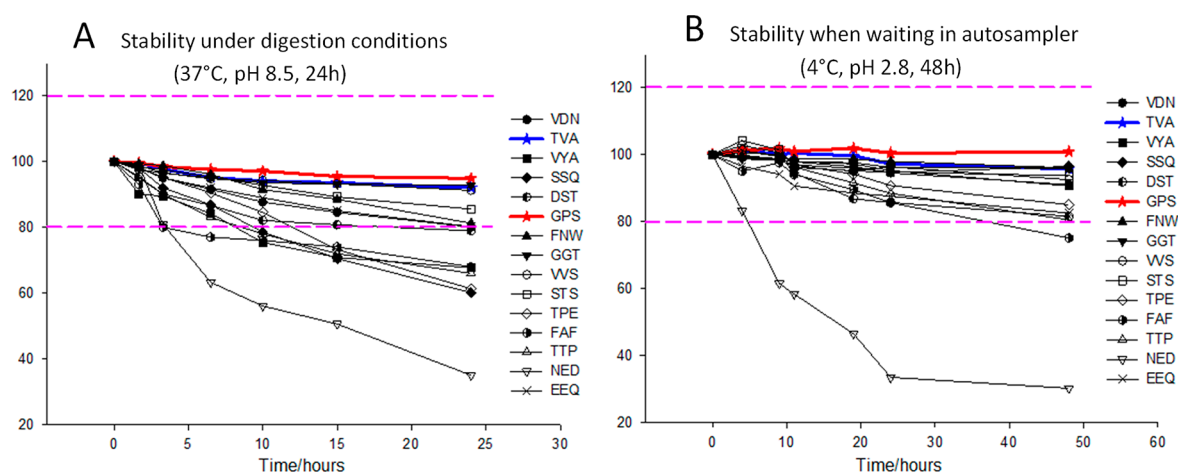 A
Stability under digestion conditions
(37°C, pH 8.5, 24h)
120
100
80
60
40
20
0
5
10
15
20
25
30
Time/hours
VDN
TVA
VYA
SSQ
DST
GPS
FNW
GGT
VVS
STS
TPE
FAF
TTP
NED
EEQ
B
Stability when waiting in autosampler
(4°C, pH 2.8, 48h)
120
100
80
60
40
20
0
10
20
30
40
50
60
Time/hours
VDN
TVA
VYA
SSQ
DST
GPS
FNW
GGT
VVS
STS
TPE
FAF
TTP
NED
EEQ